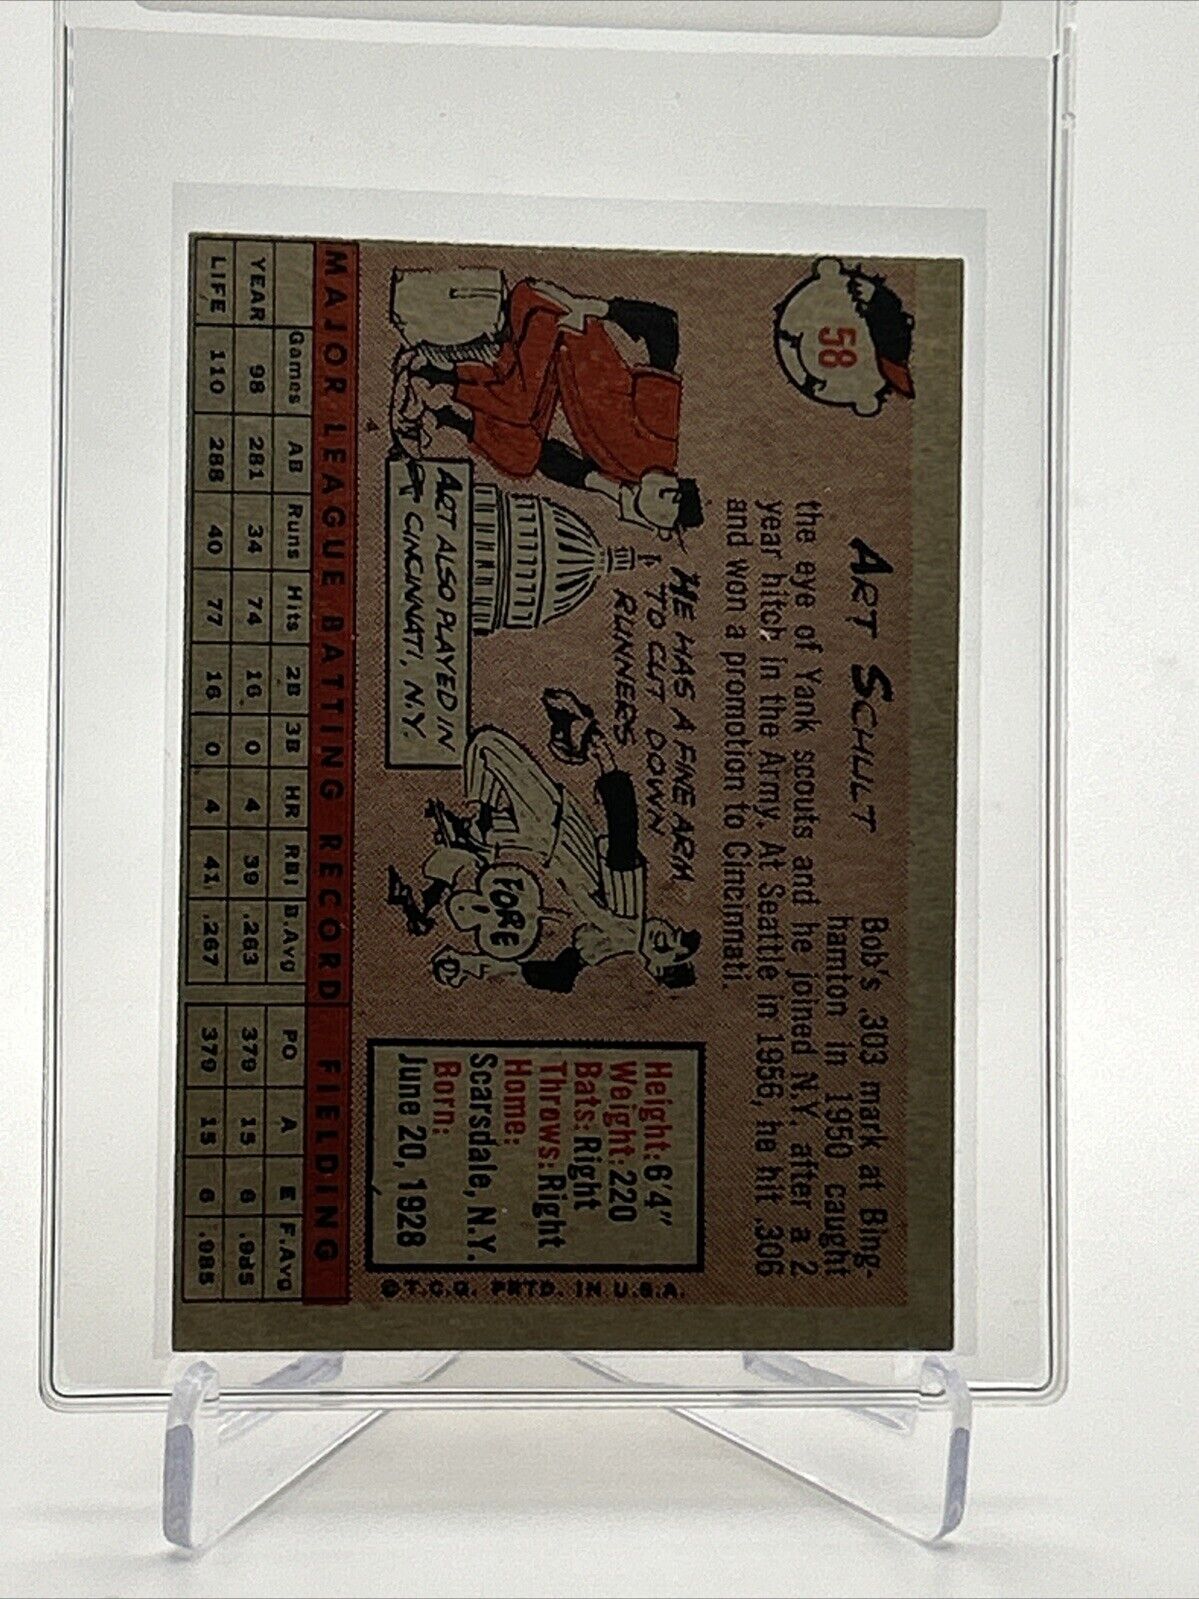 58
ART SCHULT
Bob's .303 mark at Bing-
hamton in 1950 caught
the eye of Yank scouts and he joined N.Y. after a 2
year hitch in the Army. At Seattle in 1956, he hit .306
and won a promotion to Cincinnati.
HE HAS A FINE ARM
TO CUT DOWN
RUNNERS
FORE
ART ALSO PLAYED IN
CINCINNATI, N.Y.
Height: 6'4"
Weight: 220
Bats: Right
Throws: Right
Home:
Scarsdale, N.Y.
Born:
June 20, 1928
© T.C.G. PRTD. IN U.S.A.
MAJOR LEAGUE BATTING RECORD FIELDING
Games AB Runs Hits 2B 3B HR RBI B.Avg PO A E F.Avg
YEAR 98 281 34 74 16 0 4 39 .263 379 15 6 .985
LIFE 110 288 40 77 16 0 4 41 .267 379 15 6 .985